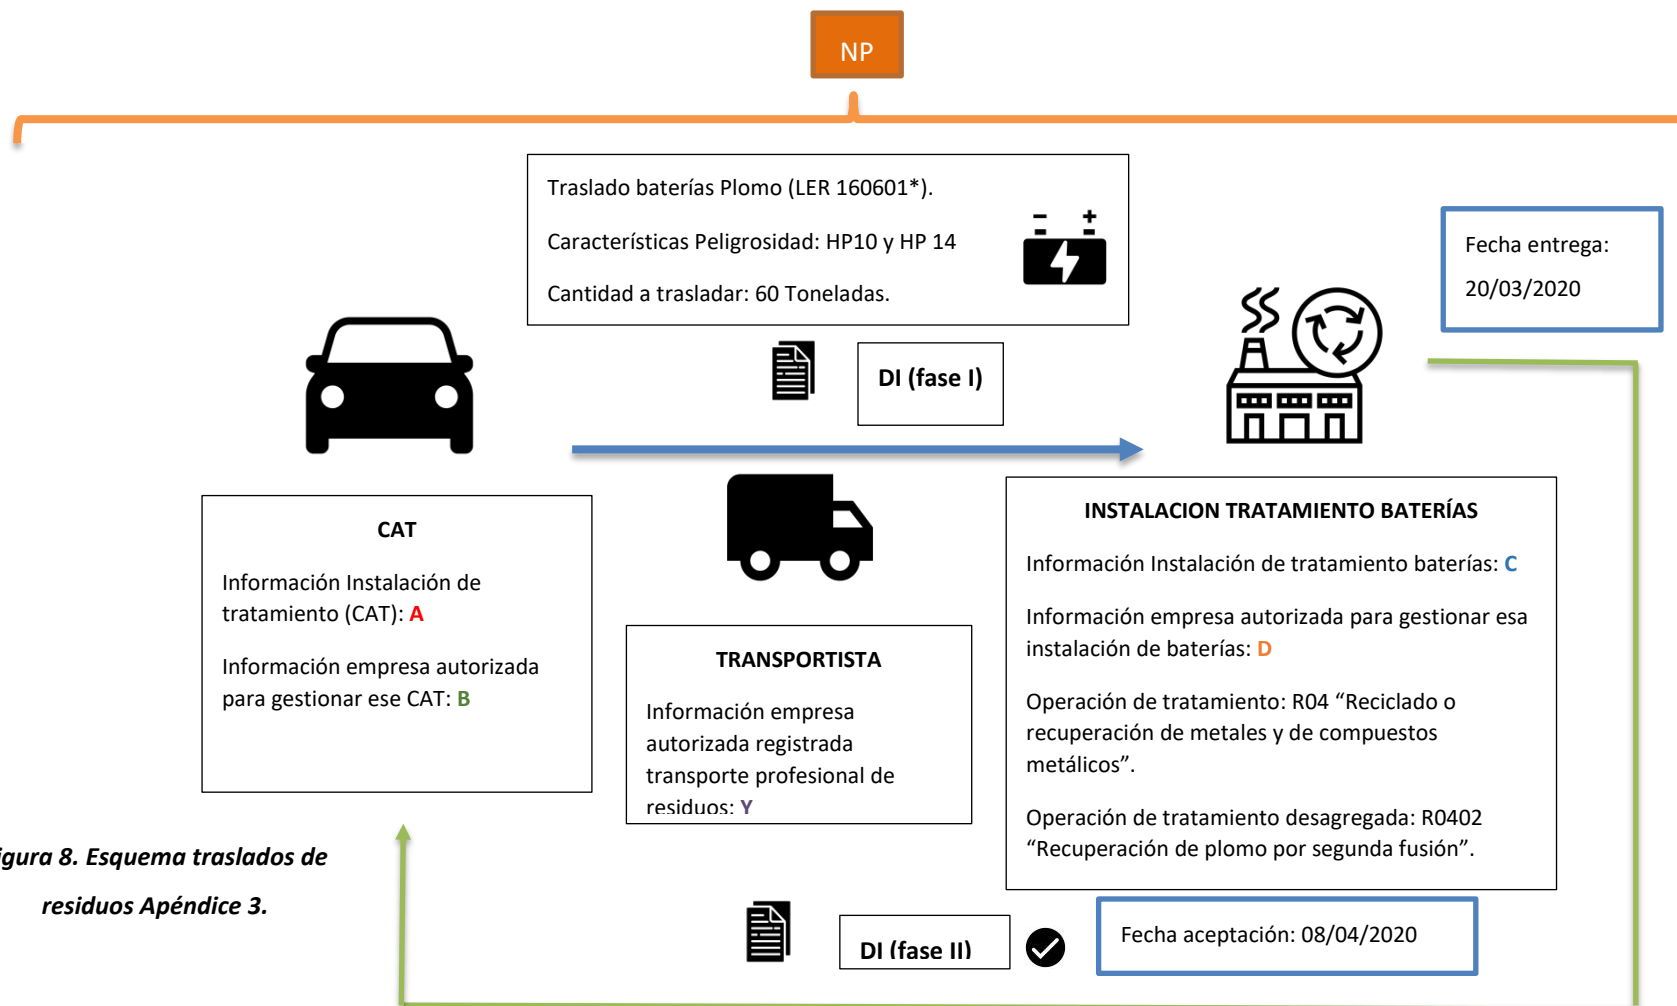 NP
Traslado baterías Plomo (LER 160601*).
Características Peligrosidad: HP10 y HP 14
Cantidad a trasladar: 60 Toneladas.
Fecha entrega:
20/03/2020
DI (fase I)
CAT
Información Instalación de
tratamiento (CAT): A
Información empresa autorizada
para gestionar ese CAT: B
TRANSPORTISTA
Información empresa
autorizada registrada
transporte profesional de
residuos: Y
INSTALACION TRATAMIENTO BATERÍAS
Información Instalación de tratamiento baterías: C
Información empresa autorizada para gestionar esa
instalación de baterías: D
Operación de tratamiento: R04 “Reciclado o
recuperación de metales y de compuestos
metálicos”.
Operación de tratamiento desagregada: R0402
“Recuperación de plomo por segunda fusión”.
igura 8. Esquema traslados de
residuos Apéndice 3.
DI (fase II)
Fecha aceptación: 08/04/2020